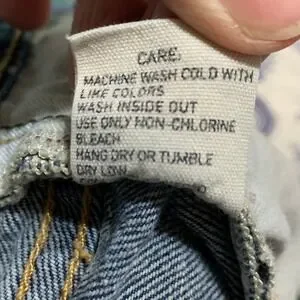 CARE:
MACHINE WASH COLD WITH
LIKE COLORS
WASH INSIDE OUT
USE ONLY NON-CHLORINE
BLEACH
HANG DRY OR TUMBLE
DRY LOW